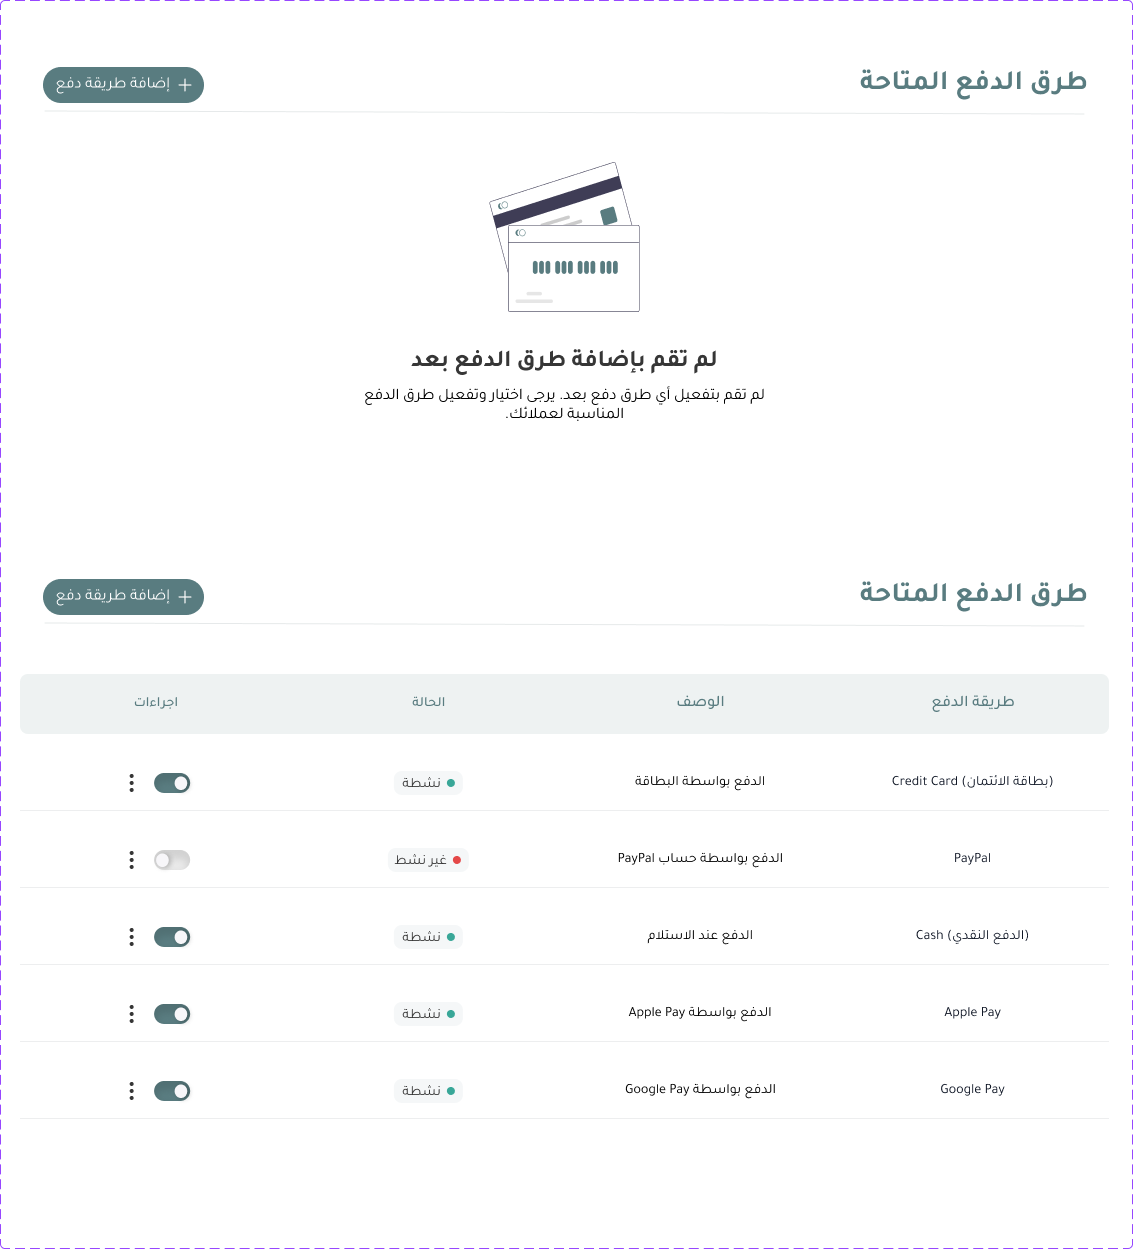 طرق الدفع المتاحة
إضافة طريقة دفع
لم تقم بإضافة طرق الدفع بعد
لم تقم بتفعيل أي طرق دفع بعد. يرجى اختيار وتفعيل طرق الدفع
المناسبة لعملائك.
طرق الدفع المتاحة
إضافة طريقة دفع
طريقة الدفع الوصف الحالة اجراءات
Credit Card (بطاقة الائتمان) الدفع بواسطة البطاقة نشطة
PayPal الدفع بواسطة حساب PayPal غير نشط
Cash (الدفع النقدي) الدفع عند الاستلام نشطة
Apple Pay الدفع بواسطة Apple Pay نشطة
Google Pay الدفع بواسطة Google Pay نشطة